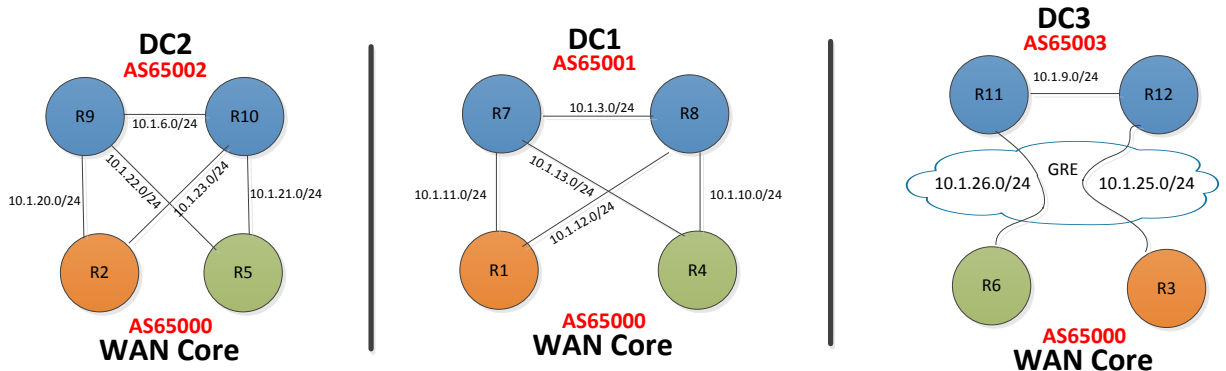 DC2
AS65002
R9
R10
10.1.6.0/24
10.1.20.0/24
10.1.22.0/24
10.1.23.0/24
10.1.21.0/24
R2
R5
AS65000
WAN Core
DC1
AS65001
R7
R8
10.1.3.0/24
10.1.11.0/24
10.1.13.0/24
10.1.12.0/24
10.1.10.0/24
R1
R4
AS65000
WAN Core
DC3
AS65003
R11
R12
10.1.9.0/24
GRE
10.1.26.0/24
10.1.25.0/24
R6
R3
AS65000
WAN Core